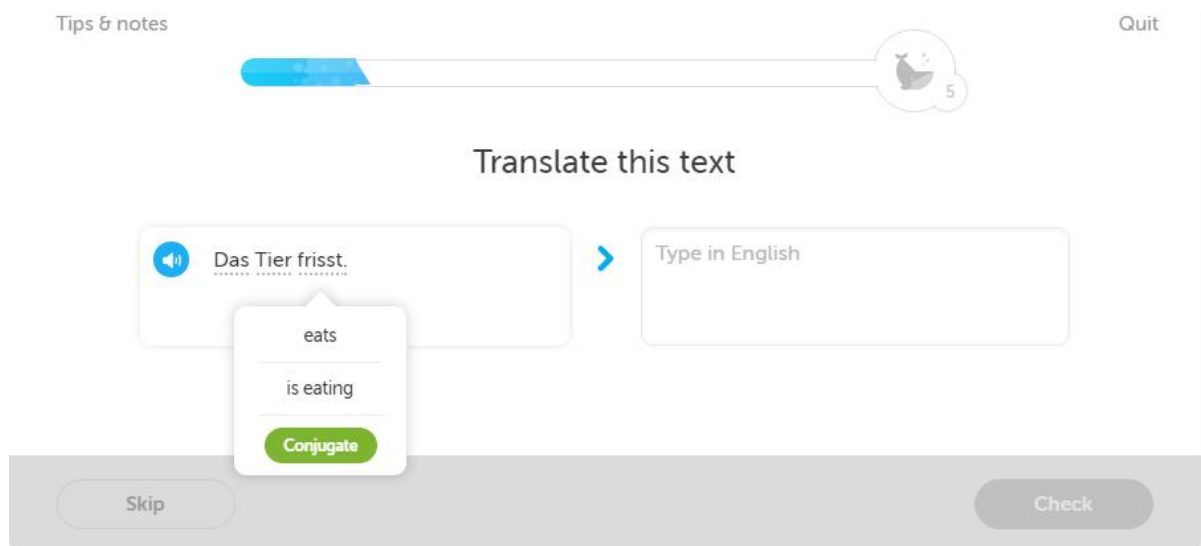 Tips & notes
Quit
5
Translate this text
Das Tier frisst.
Type in English
eats
is eating
Conjugate
Skip
Check